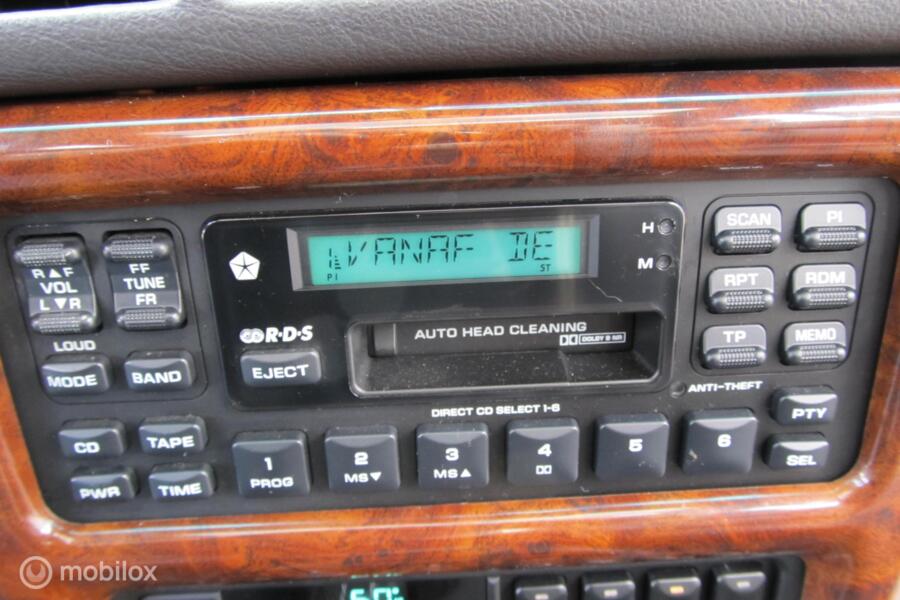 SCAN PI
H
VANAF DE
R▲F FF
VOL TUNE
L▼R FR
M
PI ST
RPT RDM
LOUD
R·D·S
AUTO HEAD CLEANING
DOLBY B NR
TP MEMO
MODE BAND
EJECT
ANTI-THEFT
DIRECT CD SELECT 1-6
PTY
CD TAPE
1 2 3 4 5 6
PROG MS▼ MS▲
SEL
PWR TIME
mobilox